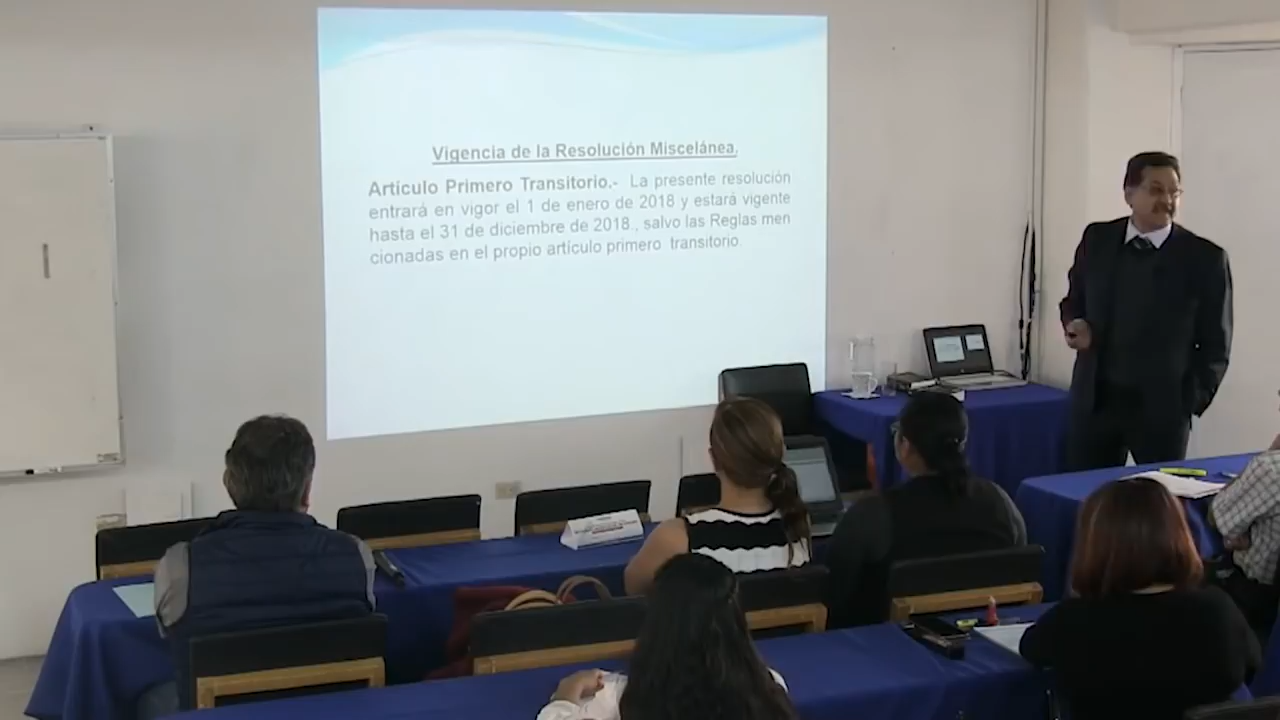 Vigencia de la Resolución Miscelánea.
Artículo Primero Transitorio.- La presente resolución
entrará en vigor el 1 de enero de 2018 y estará vigente
hasta el 31 de diciembre de 2018., salvo las Reglas men
cionadas en el propio artículo primero transitorio.